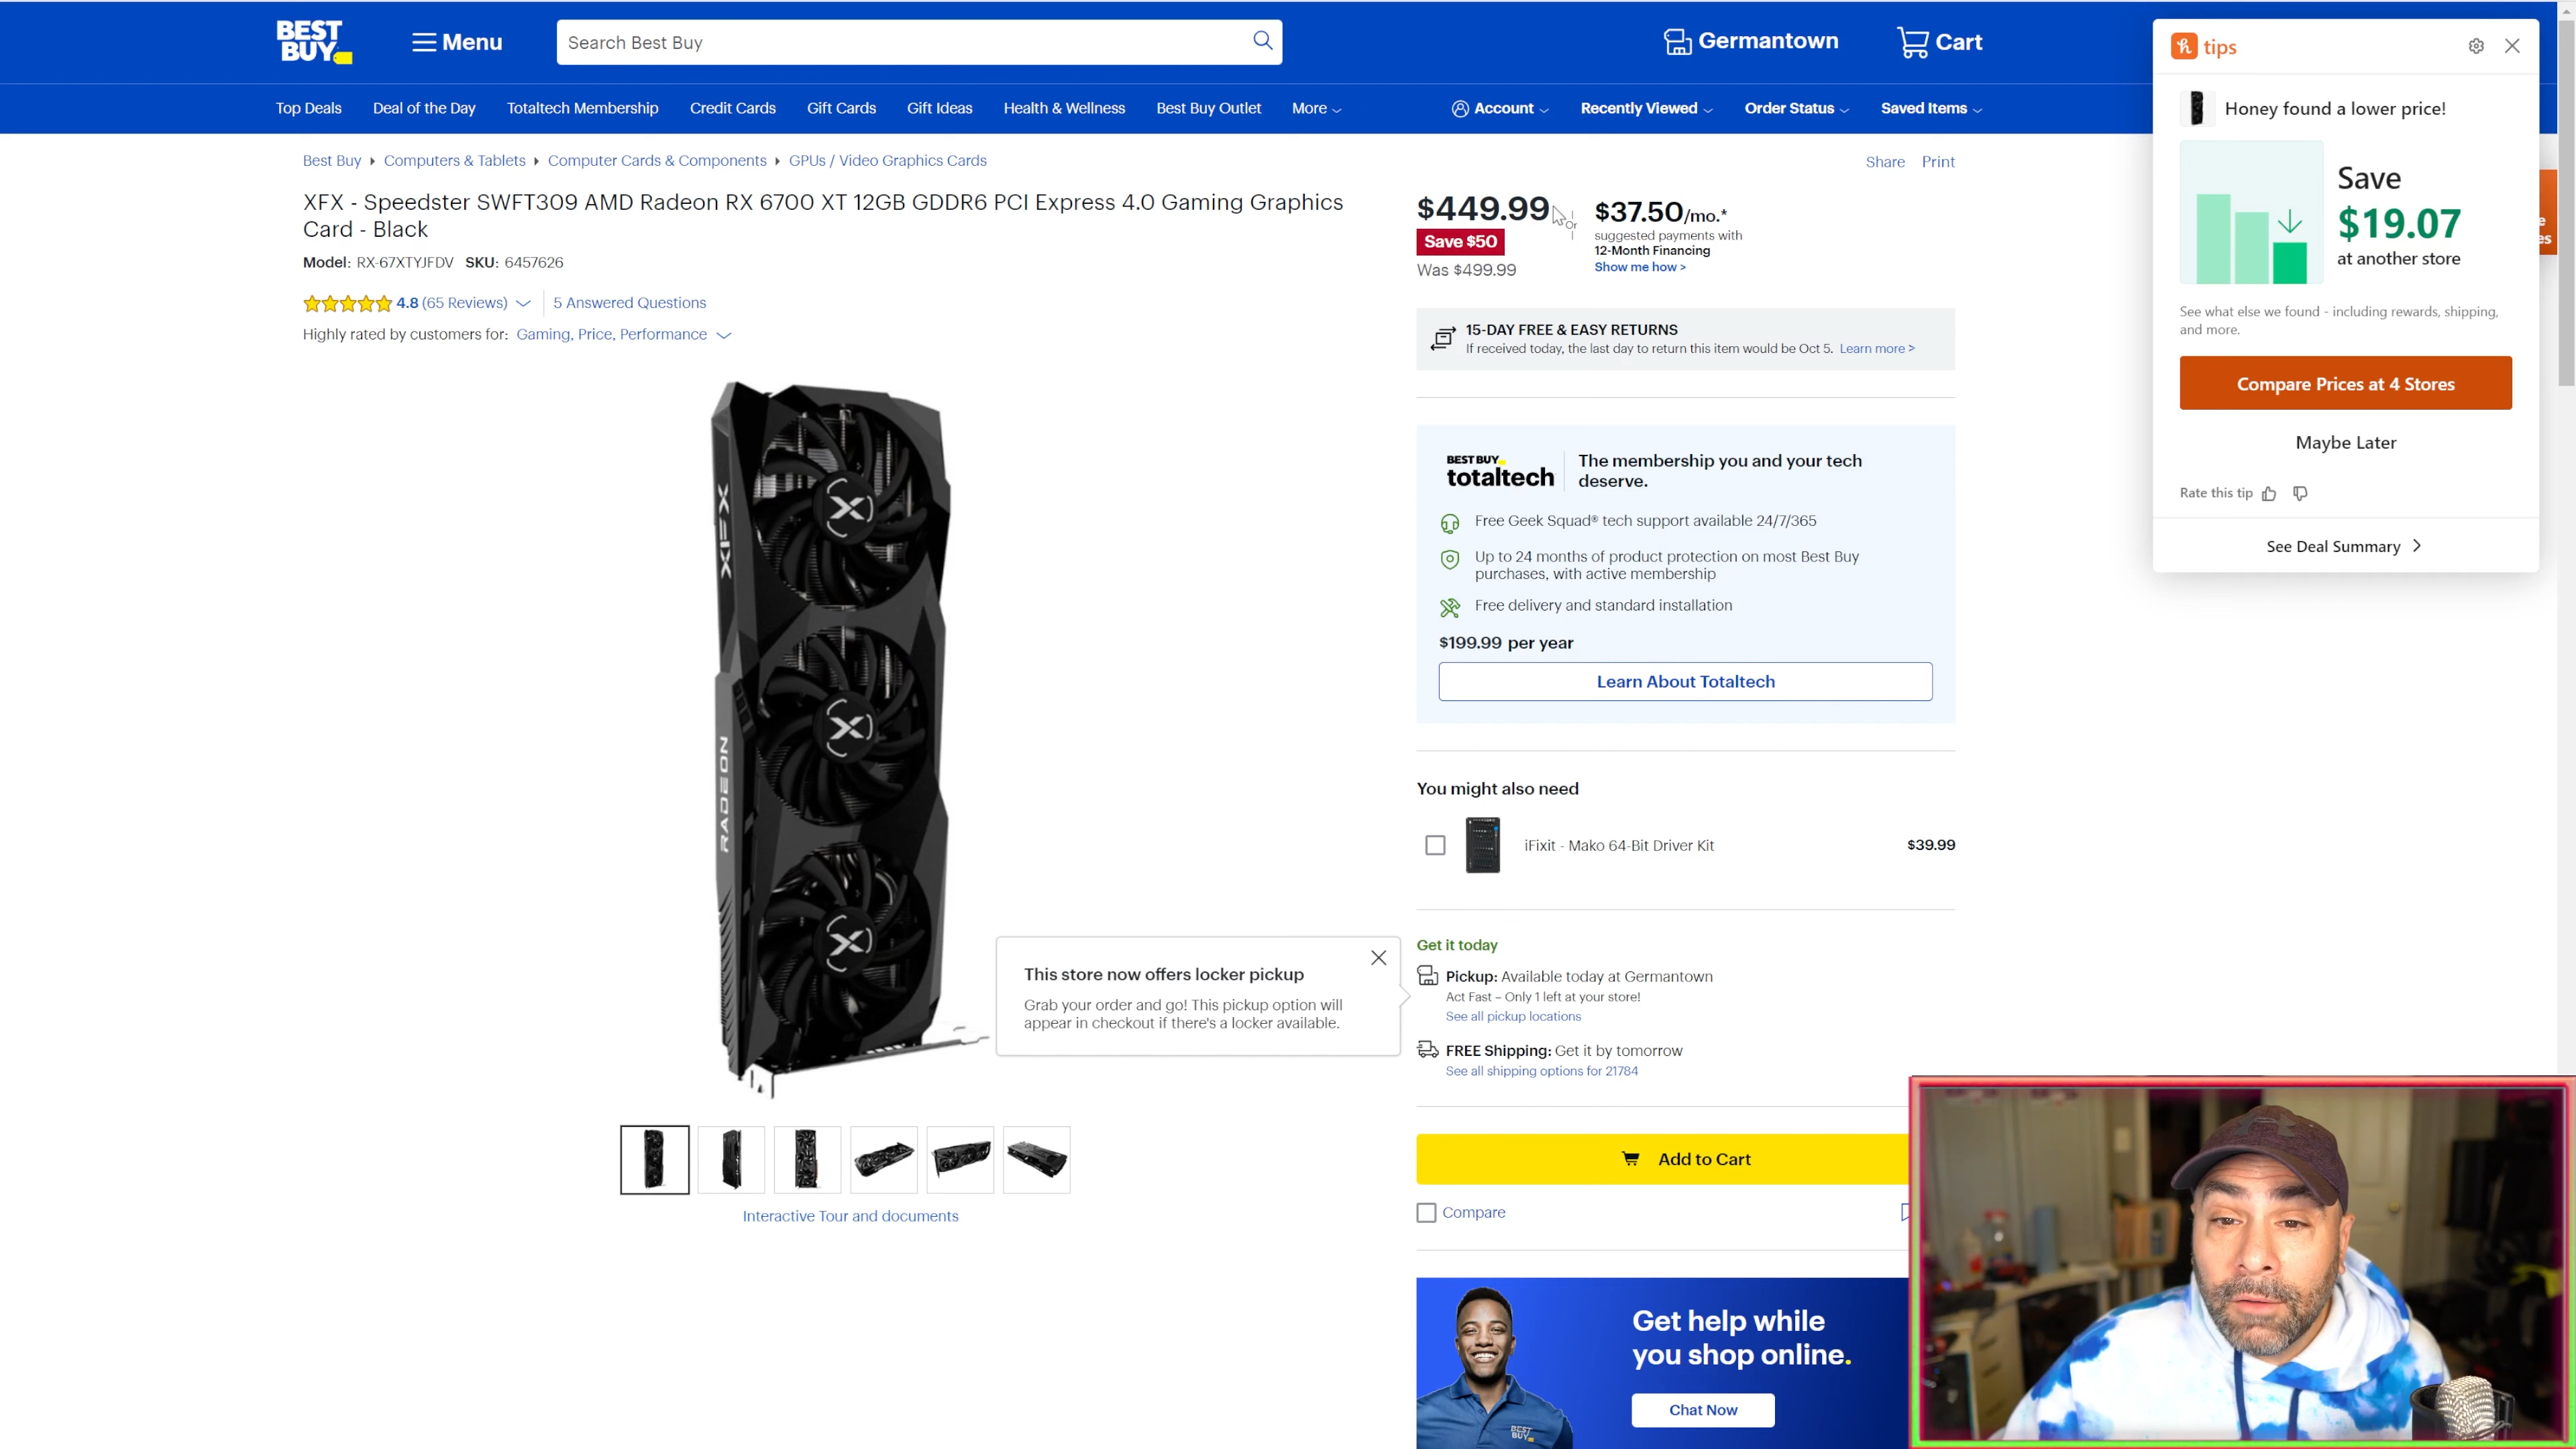 BEST
BUY
Menu
Search Best Buy
Germantown
Cart
Top Deals
Deal of the Day
Totaltech Membership
Credit Cards
Gift Cards
Gift Ideas
Health & Wellness
Best Buy Outlet
More
Account
Recently Viewed
Order Status
Saved Items
Best Buy
Computers & Tablets
Computer Cards & Components
GPUs / Video Graphics Cards
Share
Print
XFX - Speedster SWFT309 AMD Radeon RX 6700 XT 12GB GDDR6 PCI Express 4.0 Gaming Graphics
Card - Black
Model: RX-67XTYJFDV SKU: 6457626
4.8 (65 Reviews)
5 Answered Questions
Highly rated by customers for: Gaming, Price, Performance
XFX
RADEON
This store now offers locker pickup
Grab your order and go! This pickup option will
appear in checkout if there's a locker available.
Interactive Tour and documents
$449.99
Save $50
Was $499.99
Or
$37.50/mo.*
suggested payments with
12-Month Financing
Show me how >
15-DAY FREE & EASY RETURNS
If received today, the last day to return this item would be Oct 5. Learn more >
BEST BUY
totaltech
The membership you and your tech
deserve.
Free Geek Squad® tech support available 24/7/365
Up to 24 months of product protection on most Best Buy
purchases, with active membership
Free delivery and standard installation
$199.99 per year
Learn About Totaltech
You might also need
iFixit - Mako 64-Bit Driver Kit
$39.99
Get it today
Pickup: Available today at Germantown
Act Fast – Only 1 left at your store!
See all pickup locations
FREE Shipping: Get it by tomorrow
See all shipping options for 21784
Add to Cart
Compare
Get help while
you shop online.
Chat Now
BEST
BUY
tips
Honey found a lower price!
Save
$19.07
at another store
See what else we found - including rewards, shipping,
and more.
Compare Prices at 4 Stores
Maybe Later
Rate this tip
See Deal Summary